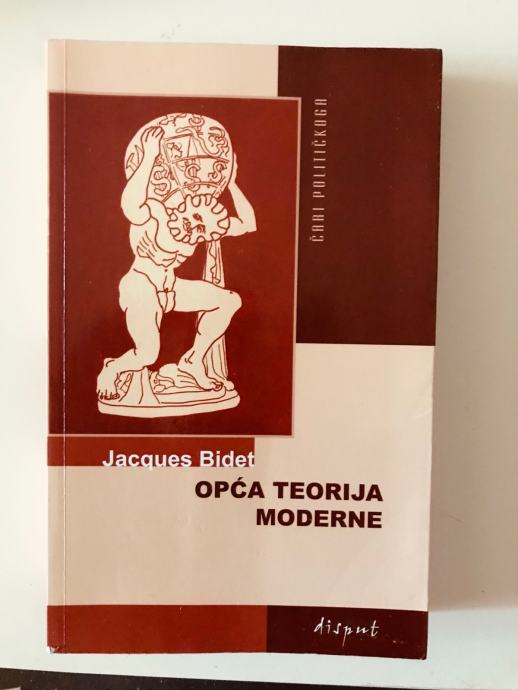 ČARI POLITIČKOGA
Jacques Bidet
OPĆA TEORIJA
MODERNE
disput